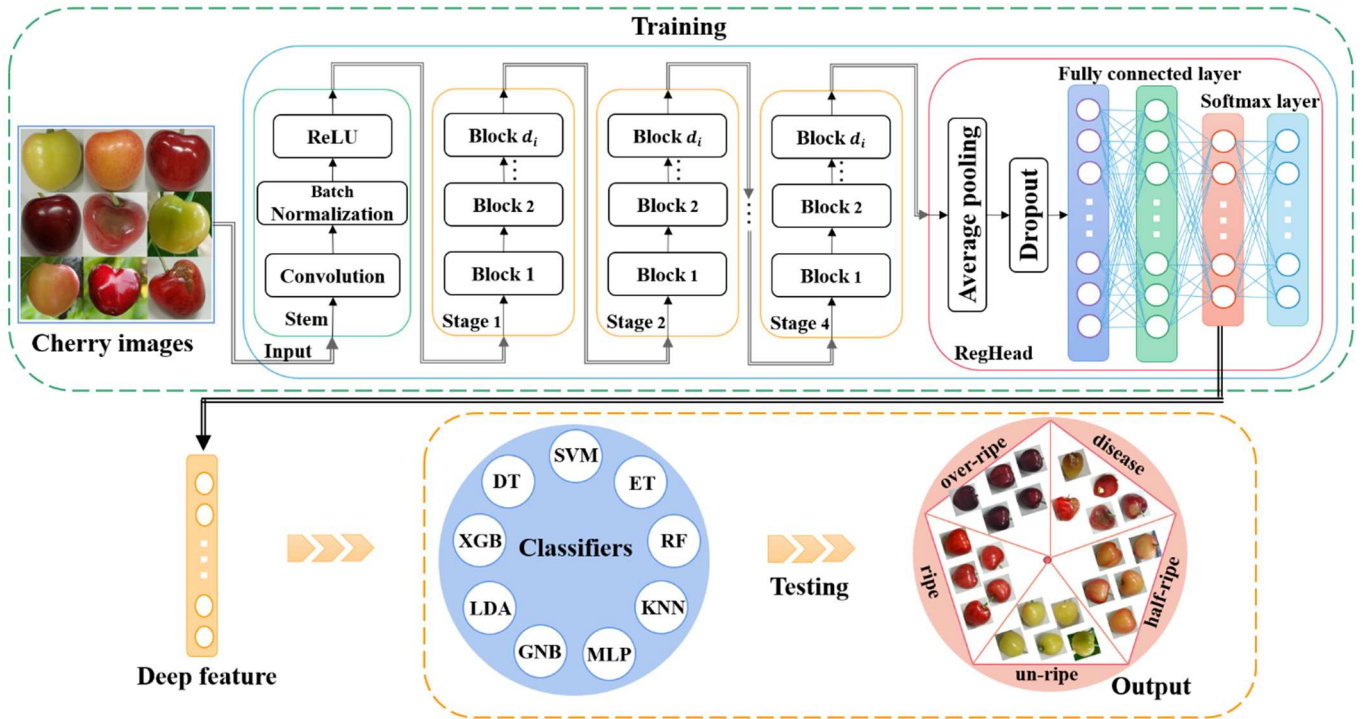 Training
Fully connected layer
Softmax layer
ReLU
Batch
Normalization
Convolution
Stem
Block dᵢ
Block 2
Block 1
Stage 1
Block dᵢ
Block 2
Block 1
Stage 2
Block dᵢ
Block 2
Block 1
Stage 4
Average pooling
Dropout
RegHead
Cherry images
Input
Deep feature
Classifiers
SVM
ET
RF
KNN
MLP
GNB
LDA
XGB
DT
Testing
over-ripe
disease
half-ripe
un-ripe
ripe
Output